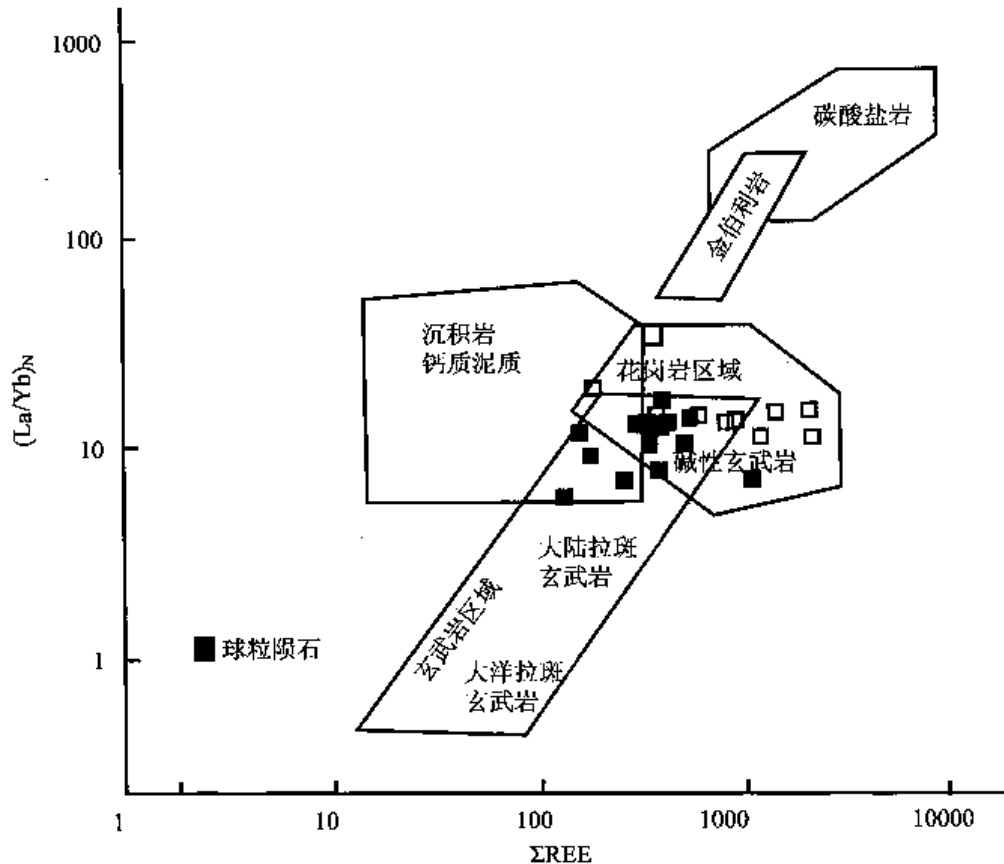 1000
碳酸盐岩
金伯利岩
100
沉积岩
钙质泥质
花岗岩区域
(La/Yb)N
10
碱性玄武岩
大陆拉斑
玄武岩
玄武岩区域
球粒陨石
1
大洋拉斑
玄武岩
1
10
100
1000
10000
ΣREE